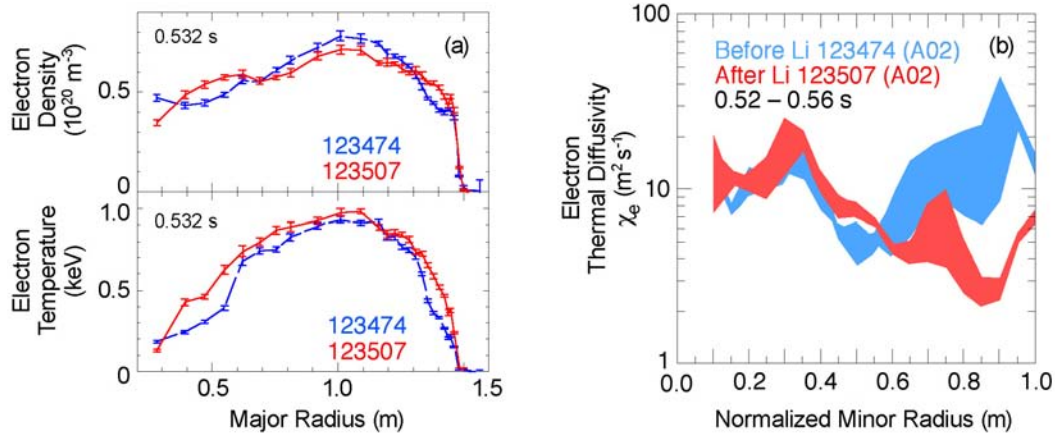 0.532 s
(a)
Electron
Density
(10²⁰ m⁻³)
0.5
0
123474
123507
0.532 s
Electron
Temperature
(keV)
1.0
0.5
0
123474
123507
0.5
1.0
1.5
Major Radius (m)
(b)
Before Li 123474 (A02)
After Li 123507 (A02)
0.52 – 0.56 s
Electron
Thermal Diffusivity
χₑ (m² s⁻¹)
100
10
1
0.0 0.2 0.4 0.6 0.8 1.0
Normalized Minor Radius (m)